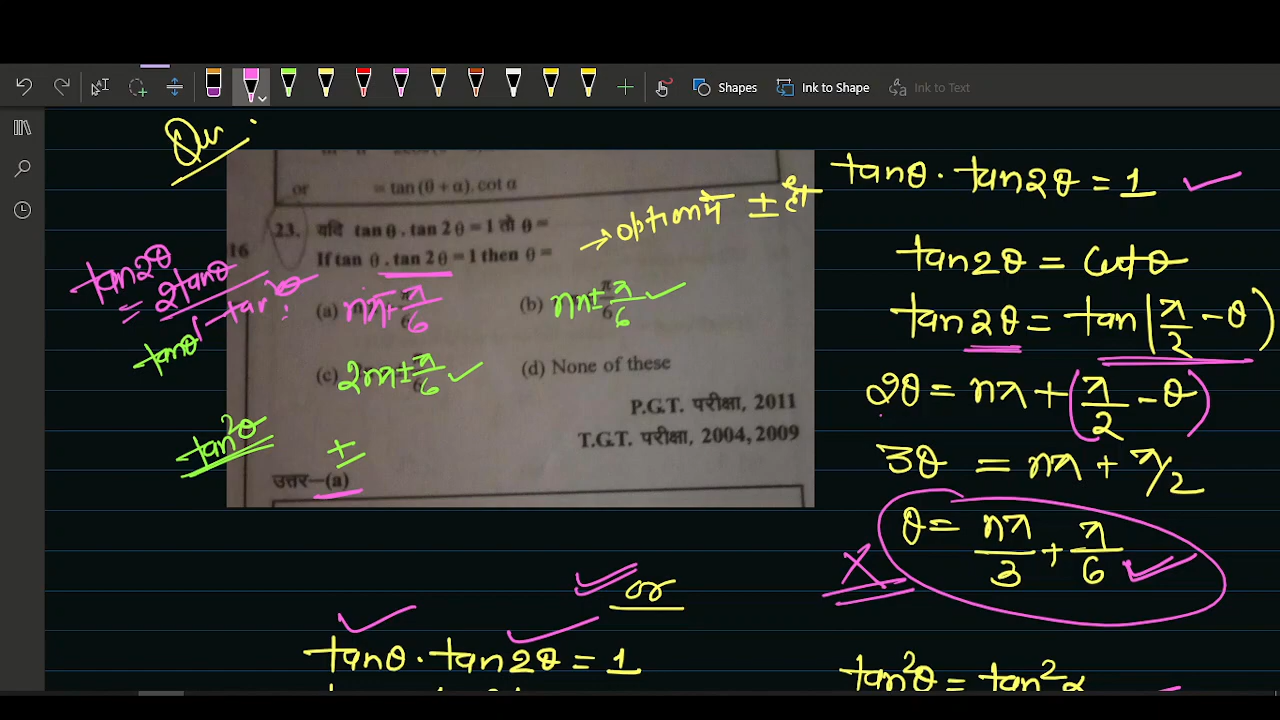 Shapes
Ink to Shape
Ink to Text
Qu :
or = tan (θ + α). cot α
16
23. यदि tan θ . tan 2θ = 1 तो θ =
If tan θ . tan 2θ = 1 then θ =
→ option में ± हो
(a) nπ + π/6
(b) nπ ± π/6
(c) 2nπ ± π/6
(d) None of these
P.G.T. परीक्षा, 2011
T.G.T. परीक्षा, 2004, 2009
±
उत्तर–(a)
tan2θ
= 2tanθ
1 - tan²θ
tanθ
tan²θ
tanθ . tan2θ = 1
tan2θ = cotθ
tan 2θ = tan (π/2 - θ)
2θ = nπ + (π/2 - θ)
3θ = nπ + π/2
θ = nπ/3 + π/6
or
tanθ . tan2θ = 1
tan²θ = tan²α